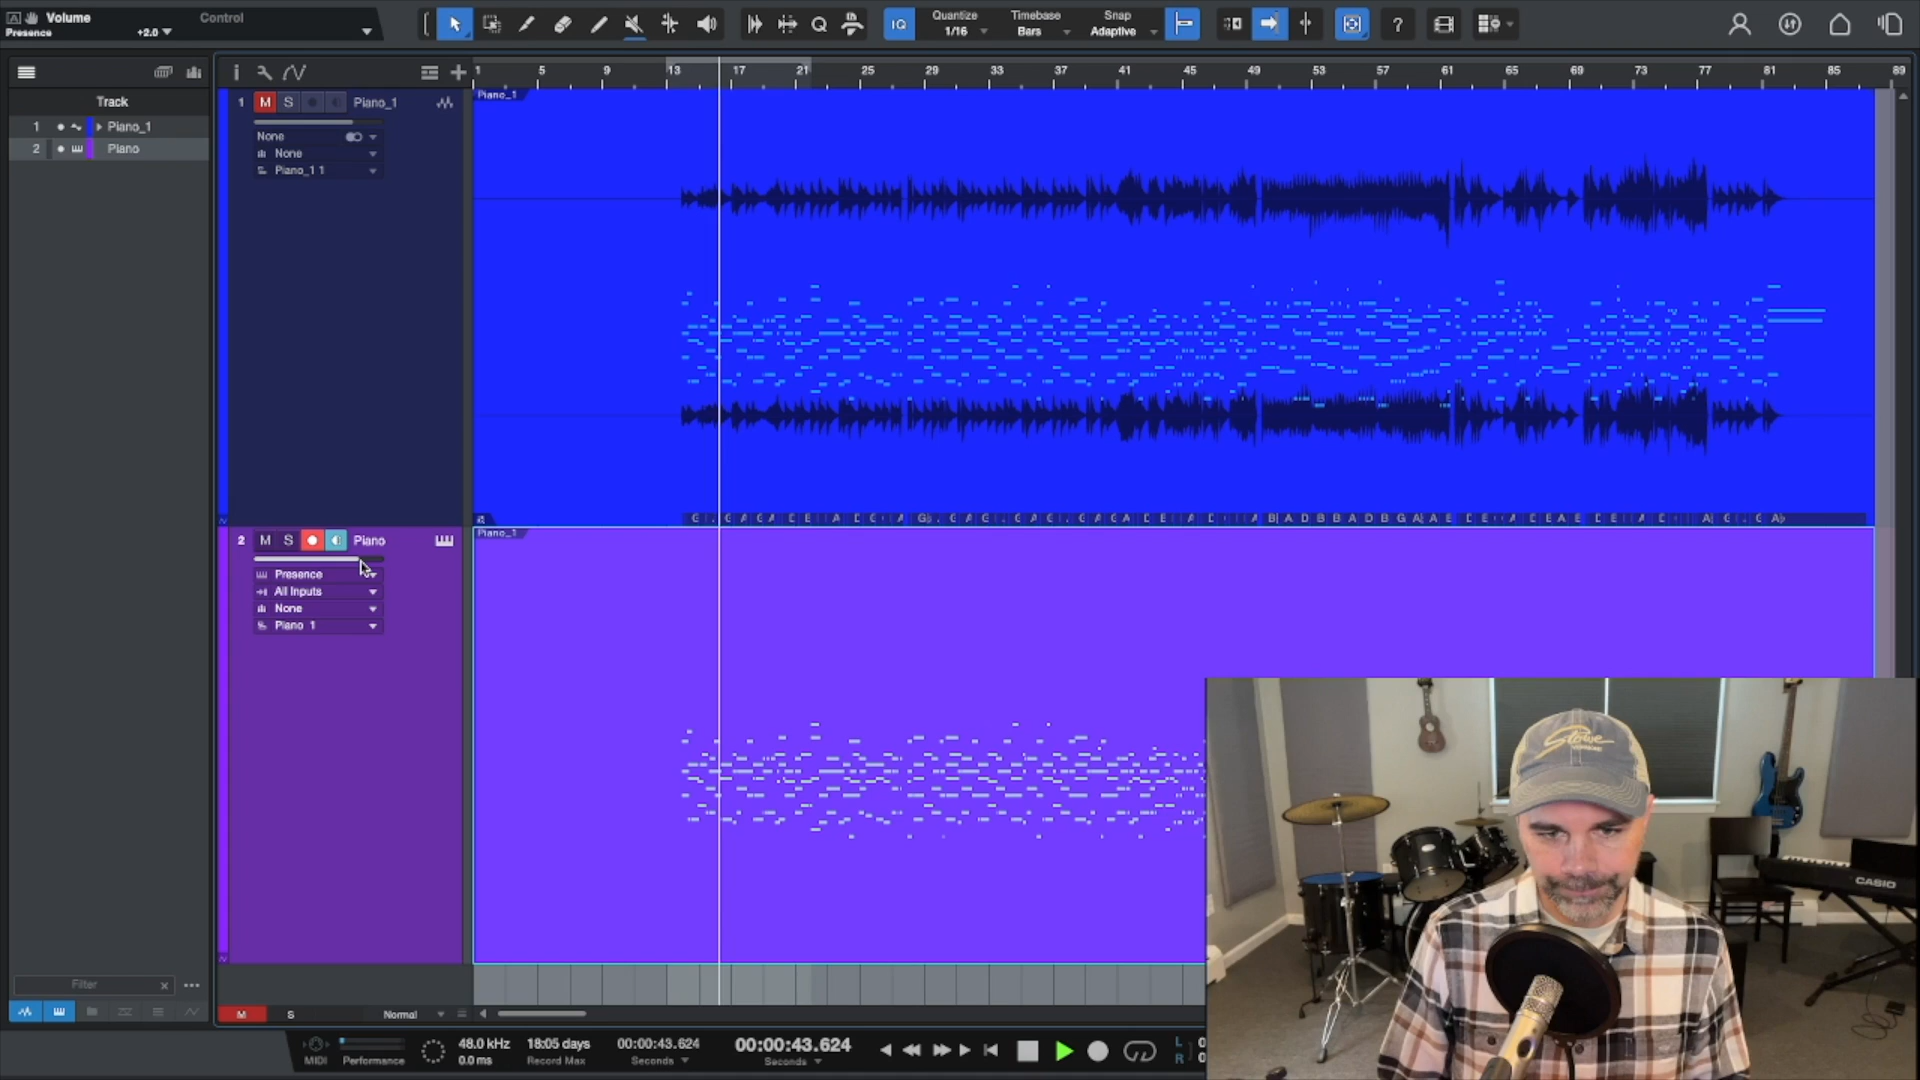 Volume
Presence
+2.0
Control
IQ
Quantize
1/16
Timebase
Bars
Snap
Adaptive
?
Track
1 Piano_1
2 Piano
1 5 9 13 17 21 25 29 33 37 41 45 49 53 57 61 65 69 73 77 81 85 89
1 M S Piano_1
None
None
Piano_1 1
Piano_1
2 M S Piano
Presence
All Inputs
None
Piano 1
Piano_1
Filter
M S Normal
MIDI
Performance
48.0 kHz
0.0 ms
18:05 days
Record Max
00:00:43.624
Seconds
00:00:43.624
Seconds
L
R
Stowe
CASIO